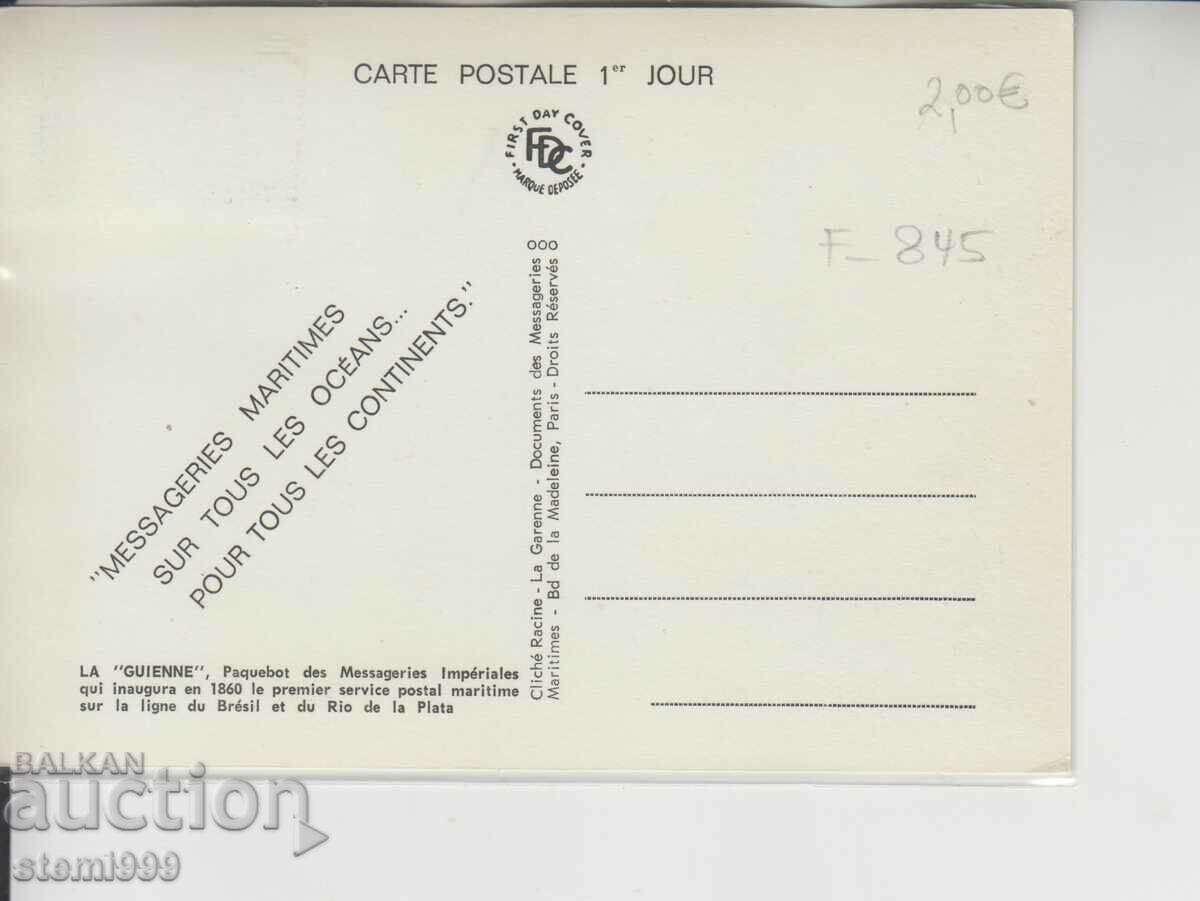 CARTE POSTALE 1er JOUR
2,00€
FIRST DAY COVER
FDC
MARQUE DÉPOSÉE
F_ 845
"MESSAGERIES MARITIMES
SUR TOUS LES OCÉANS...
POUR TOUS LES CONTINENTS."
Cliché Racine - La Garenne - Documents des Messageries OOO
Maritimes - Bd de la Madeleine, Paris - Droits Réservés OOO
LA "GUIENNE", Paquebot des Messageries Impériales
qui inaugura en 1860 le premier service postal maritime
sur la ligne du Brésil et du Rio de la Plata
BALKAN
auction
stemi999